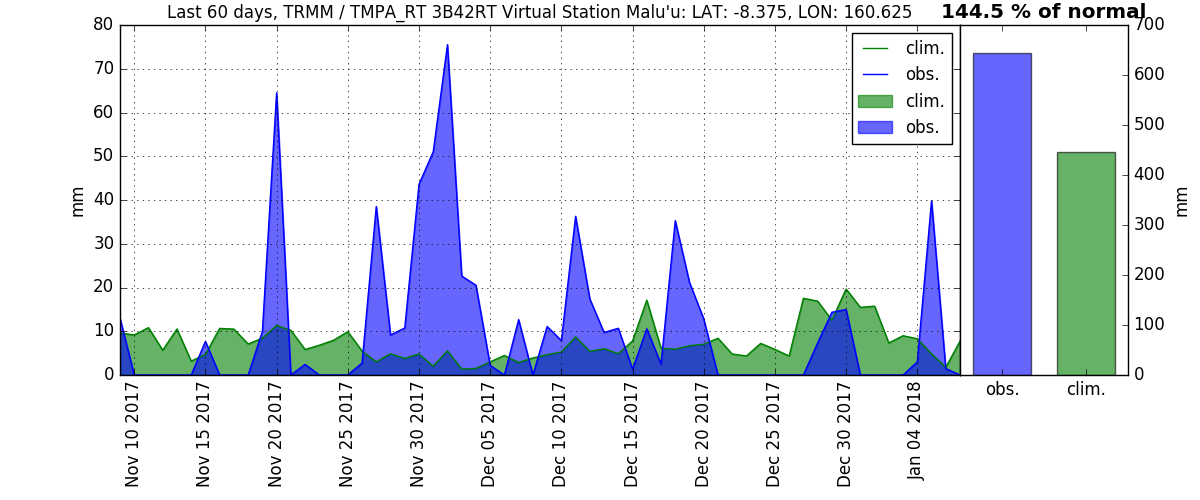 Last 60 days, TRMM / TMPA_RT 3B42RT Virtual Station Malu'u: LAT: -8.375, LON: 160.625
144.5 % of normal
80
70
60
50
40
30
20
10
0
mm
clim.
obs.
clim.
obs.
700
600
500
400
300
200
100
0
mm
Nov 10 2017
Nov 15 2017
Nov 20 2017
Nov 25 2017
Nov 30 2017
Dec 05 2017
Dec 10 2017
Dec 15 2017
Dec 20 2017
Dec 25 2017
Dec 30 2017
Jan 04 2018
obs.
clim.